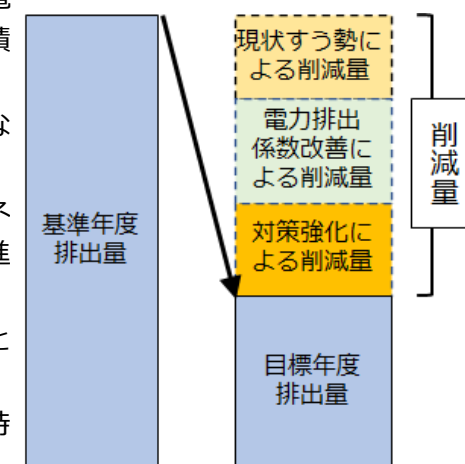 基準年度
排出量
現状すう勢に
よる削減量
電力排出
係数改善に
よる削減量
対策強化に
よる削減量
目標年度
排出量
削減量